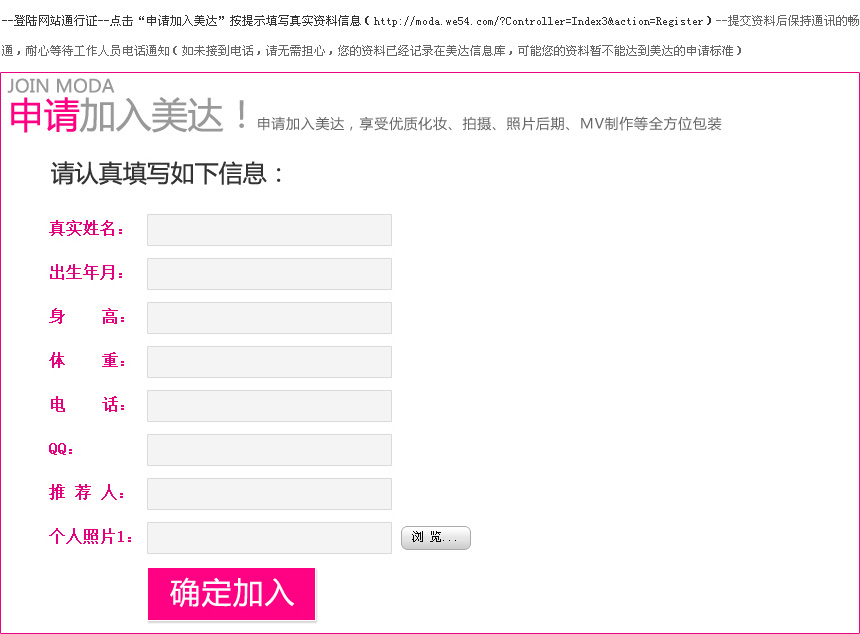 --登陆网站通行证--点击“申请加入美达”按提示填写真实资料信息（http://moda.we54.com/?Controller=Index3&action=Register）--提交资料后保持通讯的畅
通，耐心等待工作人员电话通知（如未接到电话，请无需担心，您的资料已经记录在美达信息库，可能您的资料暂不能达到美达的申请标准）
JOIN MODA
申请加入美达！申请加入美达，享受优质化妆、拍摄、照片后期、MV制作等全方位包装
请认真填写如下信息：
真实姓名：
出生年月：
身 高：
体 重：
电 话：
QQ：
推 荐 人：
个人照片1： 浏 览...
确定加入